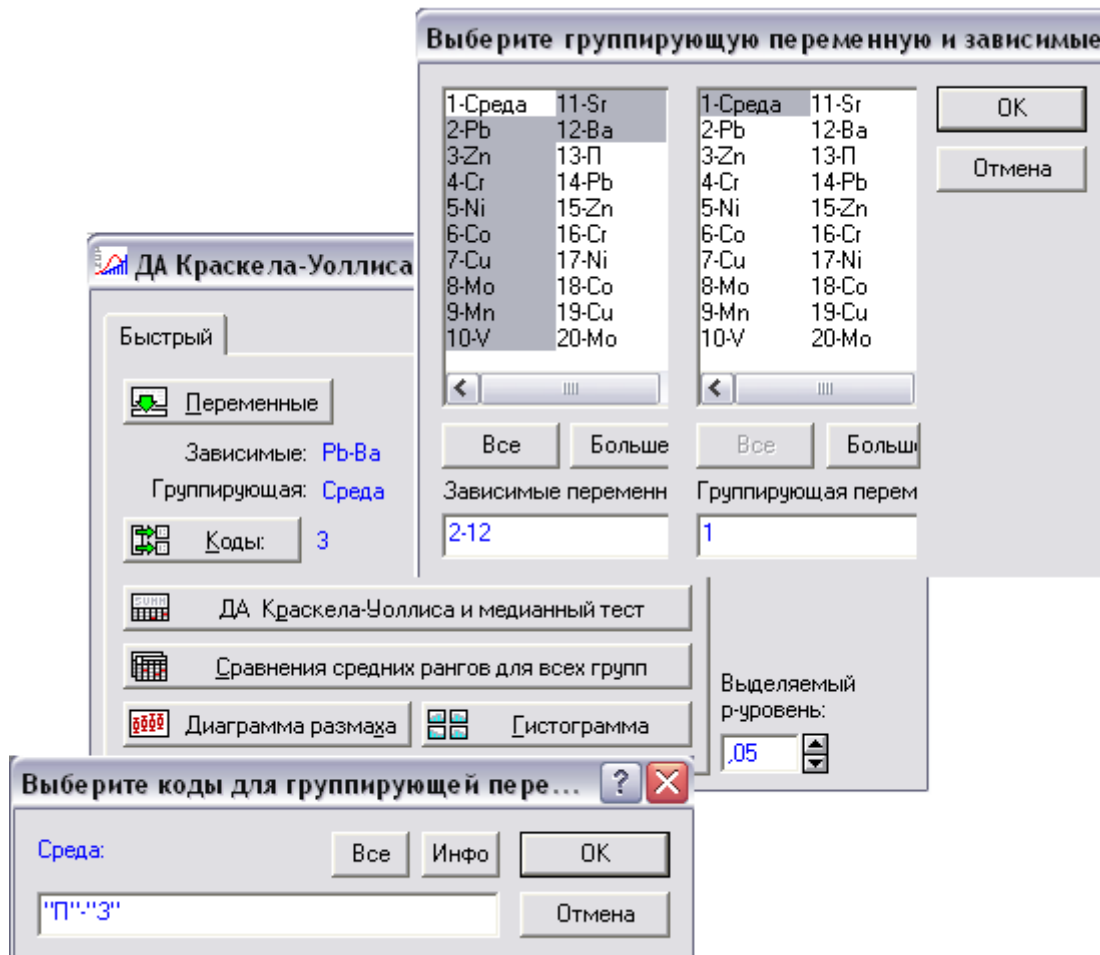 Выберите группирующую переменную и зависимые
1-Среда 11-Sr 1-Среда 11-Sr OK
2-Pb 12-Ba 2-Pb 12-Ba
3-Zn 13-П 3-Zn 13-П Отмена
4-Cr 14-Pb 4-Cr 14-Pb
5-Ni 15-Zn 5-Ni 15-Zn
6-Co 16-Cr 6-Co 16-Cr
7-Cu 17-Ni 7-Cu 17-Ni
8-Mo 18-Co 8-Mo 18-Co
9-Mn 19-Cu 9-Mn 19-Cu
10-V 20-Mo 10-V 20-Mo
Все Больше Все Больш
Зависимые переменн Группирующая перем
2-12 1
ДА Краскела-Уоллиса
Быстрый
Переменные
Зависимые: Pb-Ba
Группирующая: Среда
Коды: 3
ДА Краскела-Уоллиса и медианный тест
Сравнения средних рангов для всех групп
Диаграмма размаха Гистограмма
Выделяемый
p-уровень:
,05
Выберите коды для группирующей пере...
Среда: Все Инфо OK
"П"-"З" Отмена